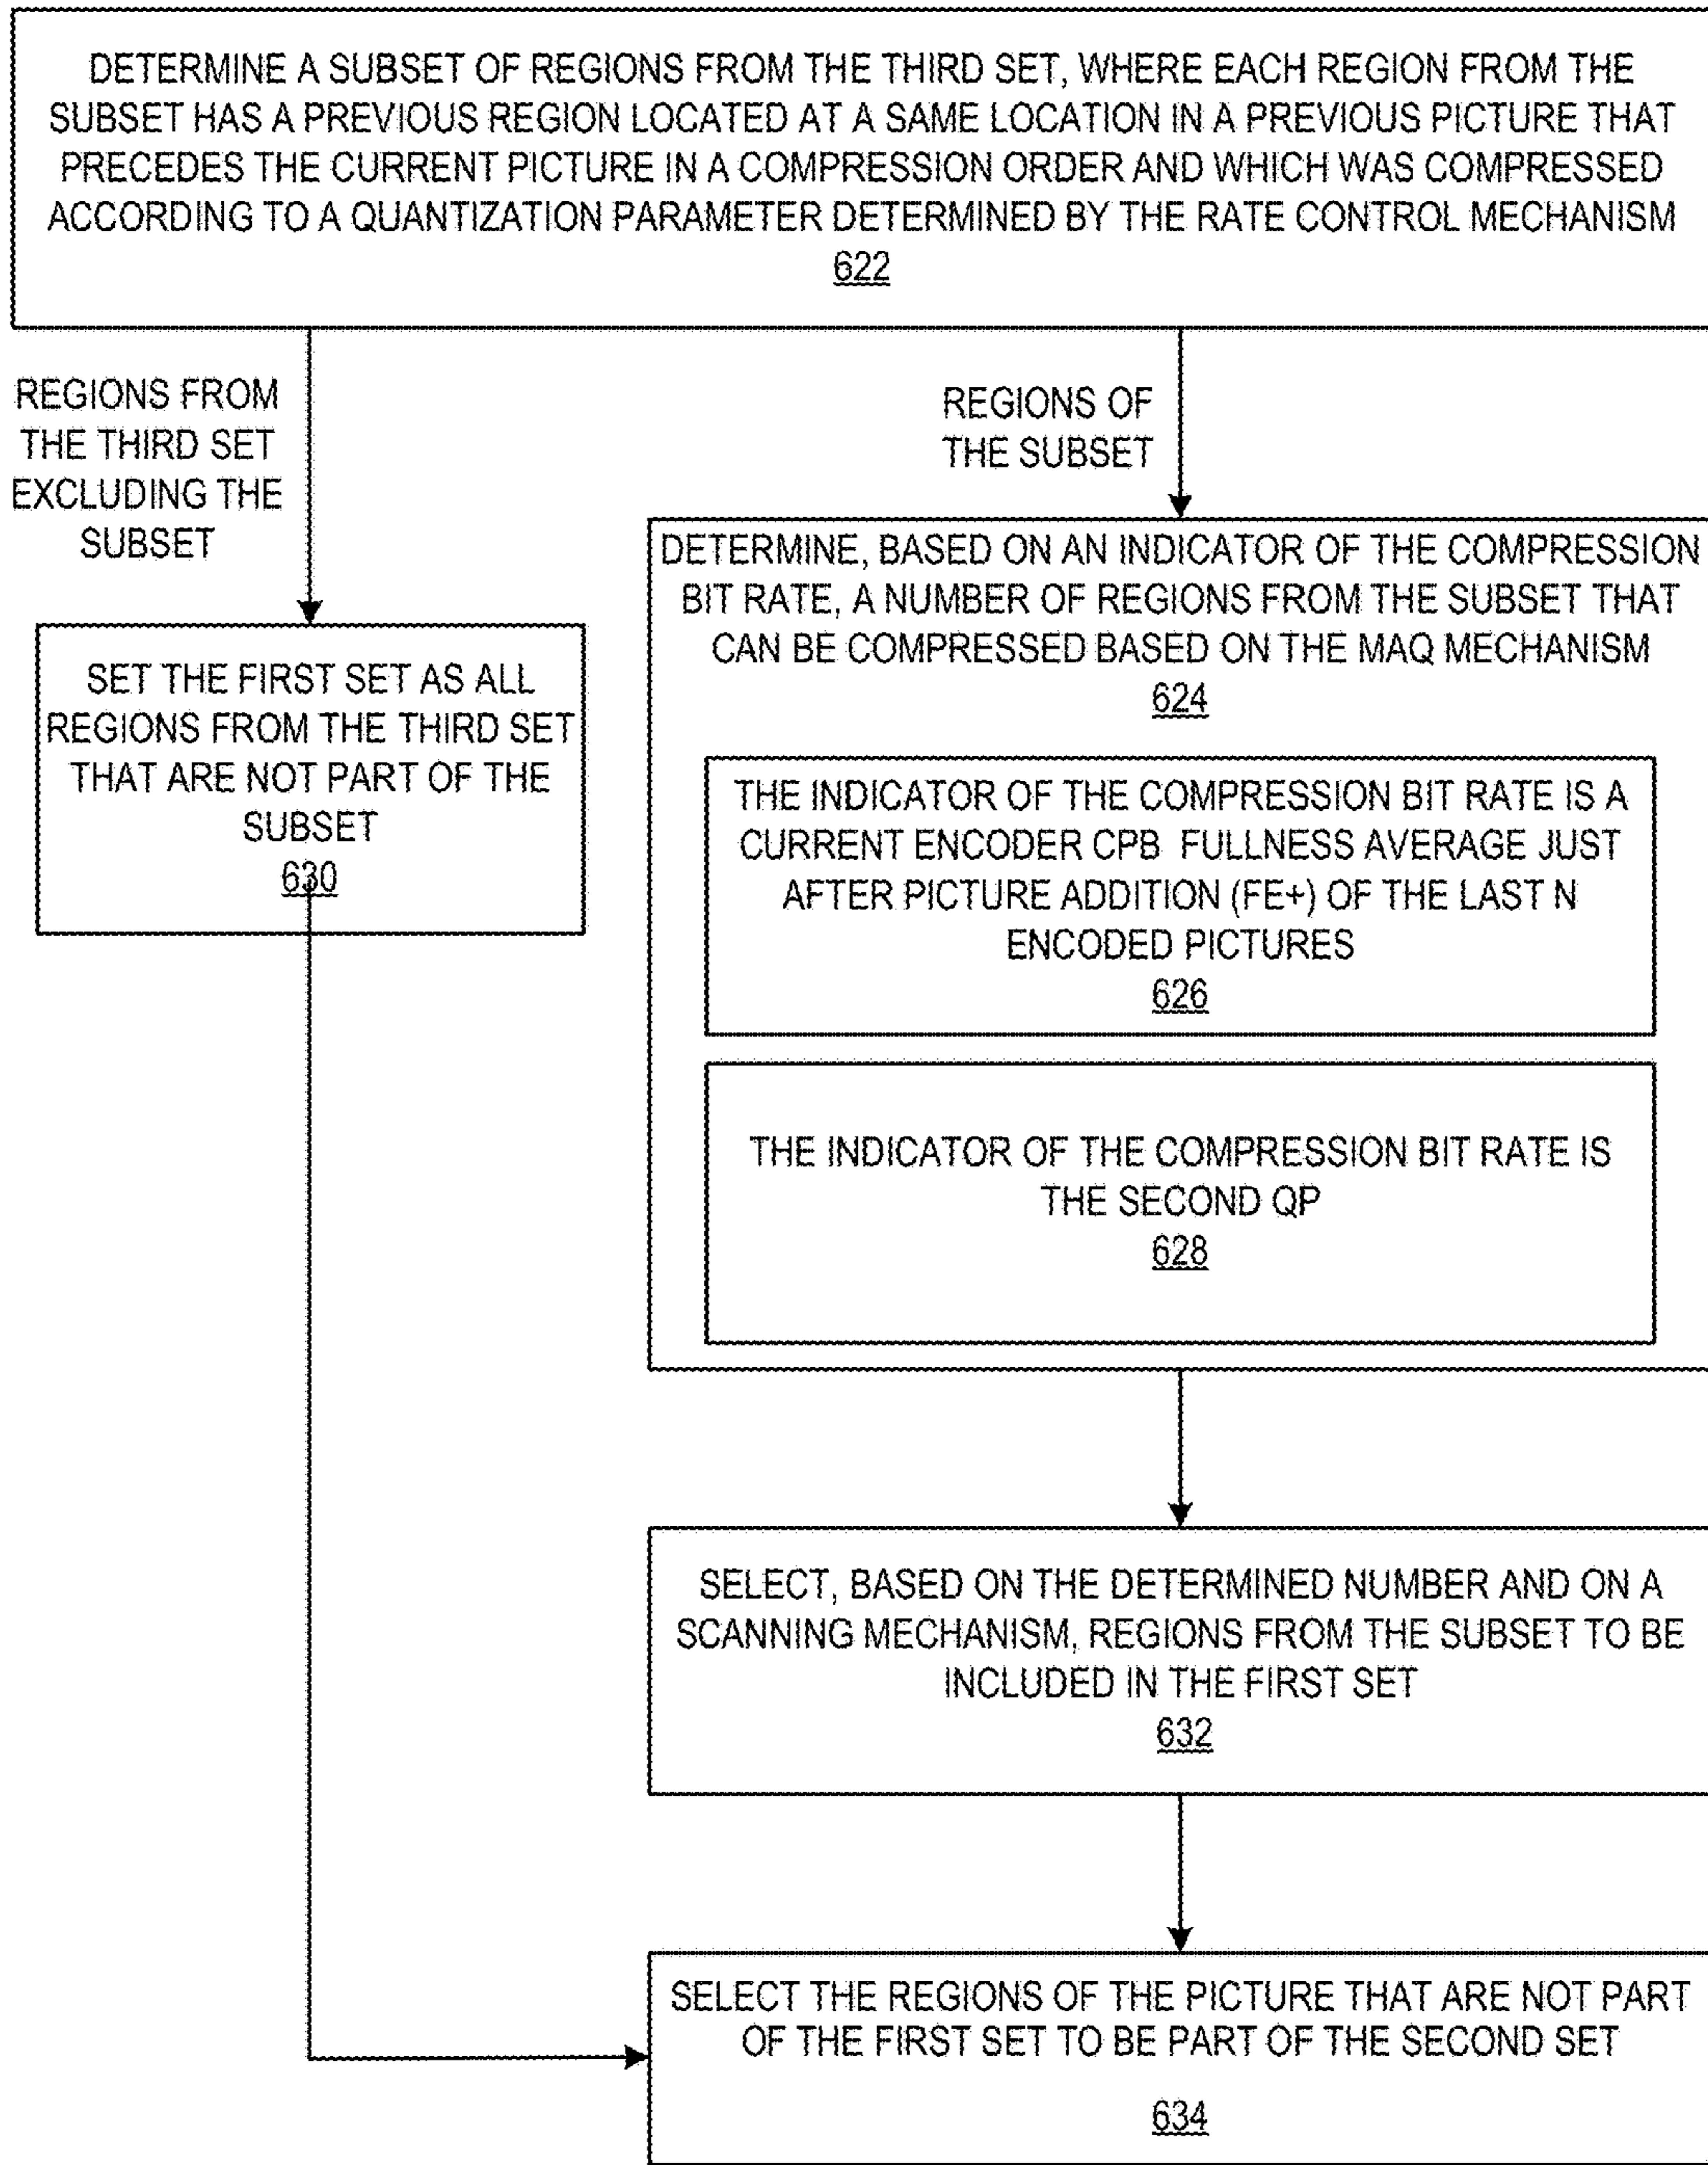 DETERMINE A SUBSET OF REGIONS FROM THE THIRD SET, WHERE EACH REGION FROM THE
SUBSET HAS A PREVIOUS REGION LOCATED AT A SAME LOCATION IN A PREVIOUS PICTURE THAT
PRECEDES THE CURRENT PICTURE IN A COMPRESSION ORDER AND WHICH WAS COMPRESSED
ACCORDING TO A QUANTIZATION PARAMETER DETERMINED BY THE RATE CONTROL MECHANISM
622
REGIONS FROM
THE THIRD SET
EXCLUDING THE
SUBSET
REGIONS OF
THE SUBSET
SET THE FIRST SET AS ALL
REGIONS FROM THE THIRD SET
THAT ARE NOT PART OF THE
SUBSET
630
DETERMINE, BASED ON AN INDICATOR OF THE COMPRESSION
BIT RATE, A NUMBER OF REGIONS FROM THE SUBSET THAT
CAN BE COMPRESSED BASED ON THE MAQ MECHANISM
624
THE INDICATOR OF THE COMPRESSION BIT RATE IS A
CURRENT ENCODER CPB FULLNESS AVERAGE JUST
AFTER PICTURE ADDITION (FE+) OF THE LAST N
ENCODED PICTURES
626
THE INDICATOR OF THE COMPRESSION BIT RATE IS
THE SECOND QP
628
SELECT, BASED ON THE DETERMINED NUMBER AND ON A
SCANNING MECHANISM, REGIONS FROM THE SUBSET TO BE
INCLUDED IN THE FIRST SET
632
SELECT THE REGIONS OF THE PICTURE THAT ARE NOT PART
OF THE FIRST SET TO BE PART OF THE SECOND SET
634